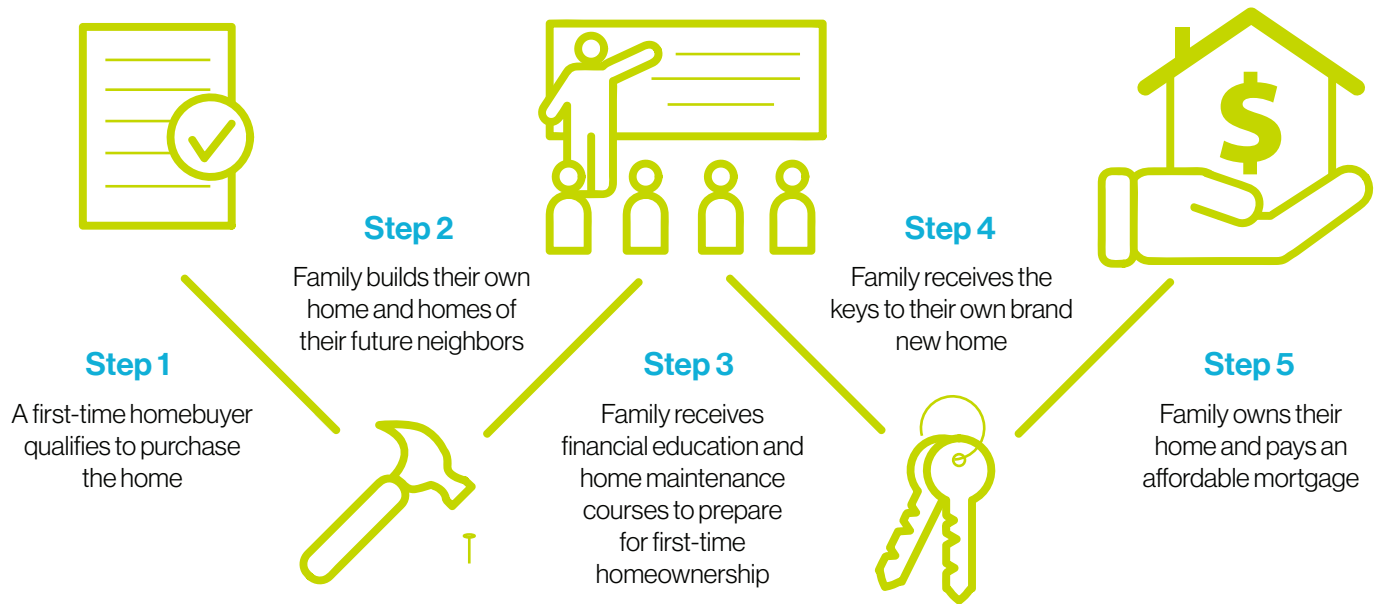 Step 1
A first-time homebuyer
qualifies to purchase
the home
Step 2
Family builds their own
home and homes of
their future neighbors
Step 3
Family receives
financial education and
home maintenance
courses to prepare
for first-time
homeownership
Step 4
Family receives the
keys to their own brand
new home
$
Step 5
Family owns their
home and pays an
affordable mortgage